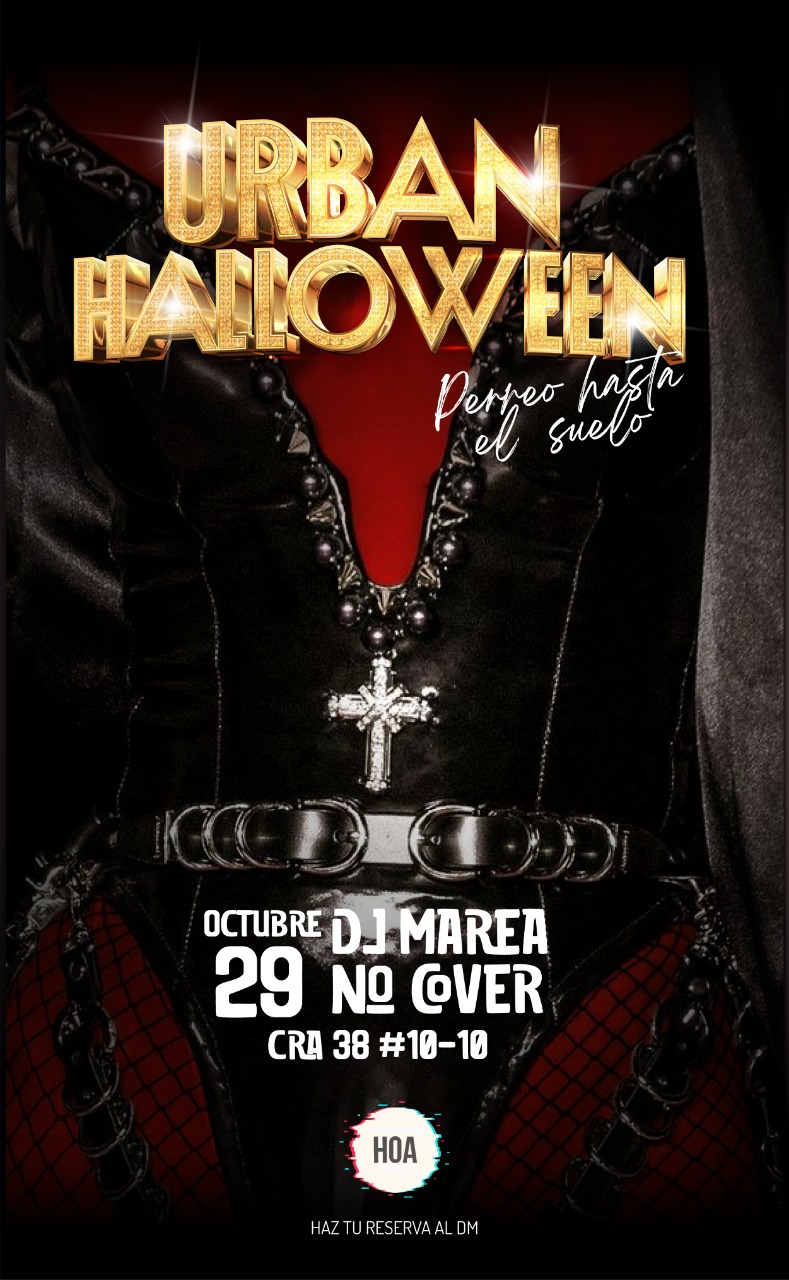 URBAN
HALLOWEEN
Perreo hasta
el suelo
OCTUBRE
29
DJ MAREA
No CoVER
CRA 38 #10-10
HOA
HAZ TU RESERVA AL DM